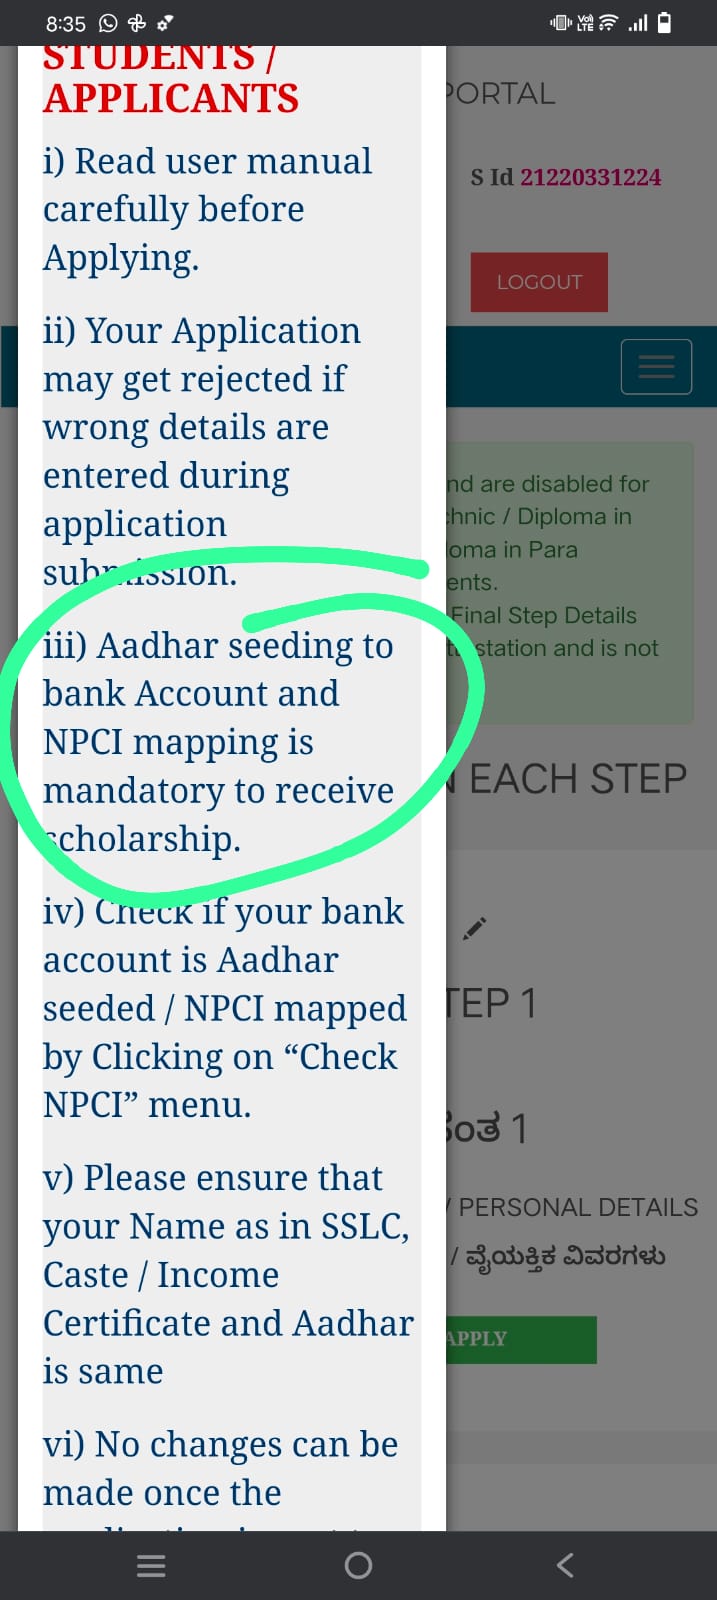 8:35
VoI)
LTE
STUDENTS /
APPLICANTS
i) Read user manual
carefully before
Applying.
ii) Your Application
may get rejected if
wrong details are
entered during
application
submission.
iii) Aadhar seeding to
bank Account and
NPCI mapping is
mandatory to receive
scholarship.
iv) Check if your bank
account is Aadhar
seeded / NPCI mapped
by Clicking on “Check
NPCI” menu.
v) Please ensure that
your Name as in SSLC,
Caste / Income
Certificate and Aadhar
is same
vi) No changes can be
made once the
PORTAL
S Id 21220331224
LOGOUT
nd are disabled for
chnic / Diploma in
loma in Para
ents.
Final Step Details
station and is not
EACH STEP
TEP 1
ಹಂತ 1
/ PERSONAL DETAILS
/ ವೈಯಕ್ತಿಕ ವಿವರಗಳು
APPLY